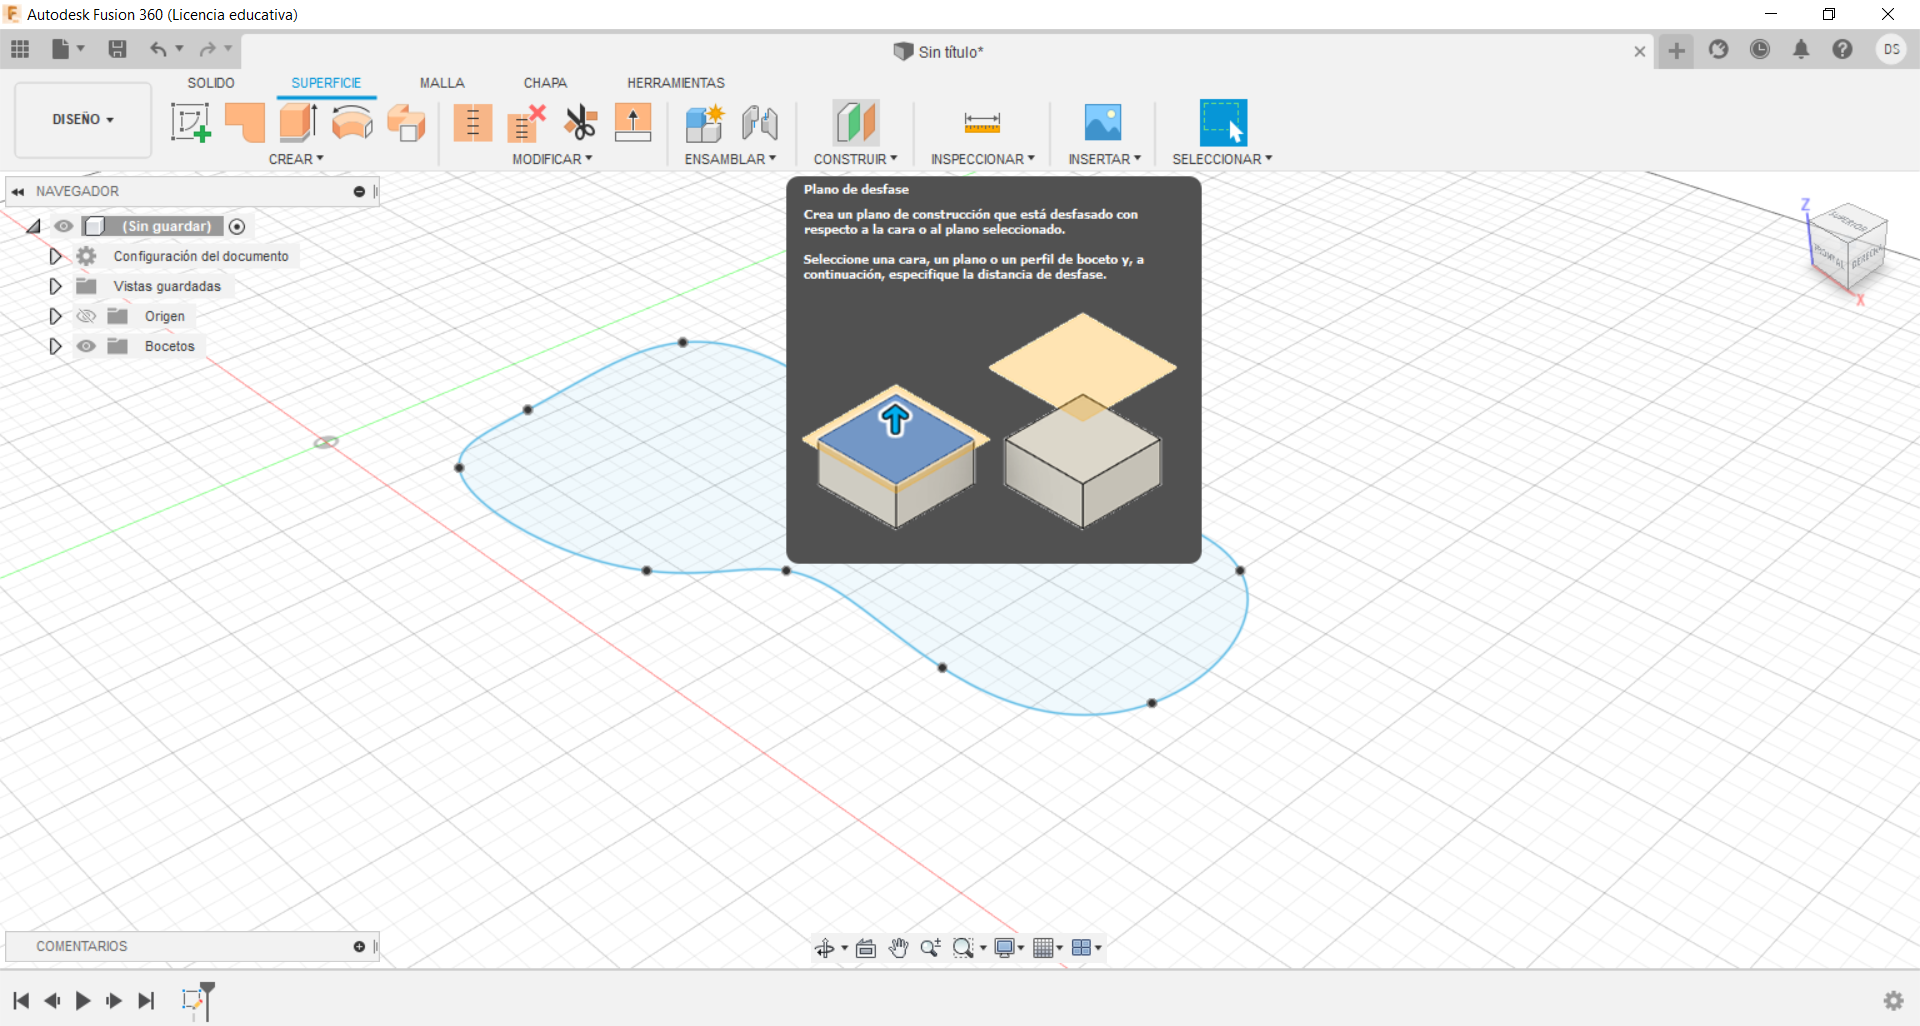 Autodesk Fusion 360 (Licencia educativa)
Sin título*
DS
SOLIDO
SUPERFICIE
MALLA
CHAPA
HERRAMIENTAS
DISEÑO
CREAR
MODIFICAR
ENSAMBLAR
CONSTRUIR
INSPECCIONAR
INSERTAR
SELECCIONAR
NAVEGADOR
(Sin guardar)
Configuración del documento
Vistas guardadas
Origen
Bocetos
Plano de desfase
Crea un plano de construcción que está desfasado con
respecto a la cara o al plano seleccionado.
Seleccione una cara, un plano o un perfil de boceto y, a
continuación, especifique la distancia de desfase.
Z
SUPERIOR
X
COMENTARIOS